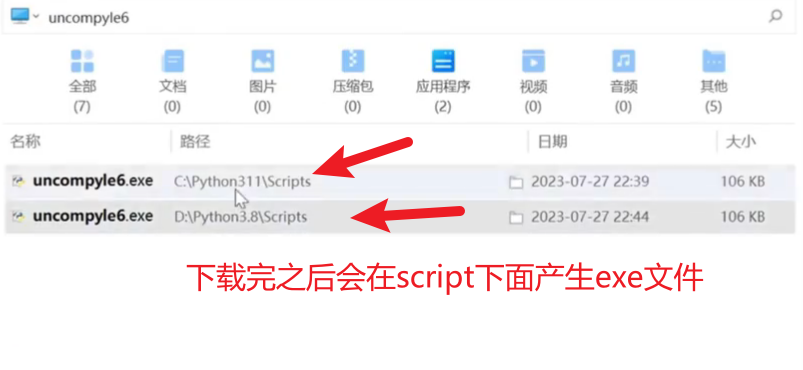 uncompyle6
全部 文档 图片 压缩包 应用程序 视频 音频 其他
(7) (0) (0) (0) (2) (0) (0) (5)
名称 路径 日期 大小
uncompyle6.exe C:\Python311\Scripts 2023-07-27 22:39 106 KB
uncompyle6.exe D:\Python3.8\Scripts 2023-07-27 22:44 106 KB
下载完之后会在script下面产生exe文件